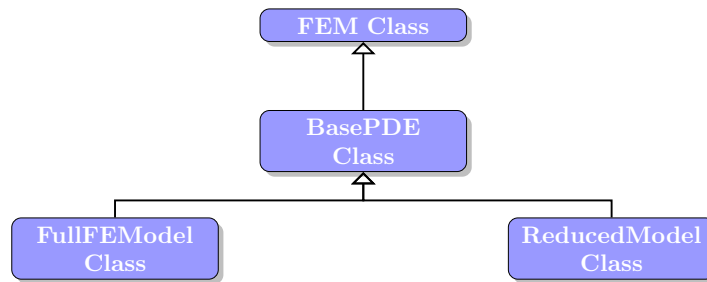 FEM Class
BasePDE
Class
FullFEModel
Class
ReducedModel
Class